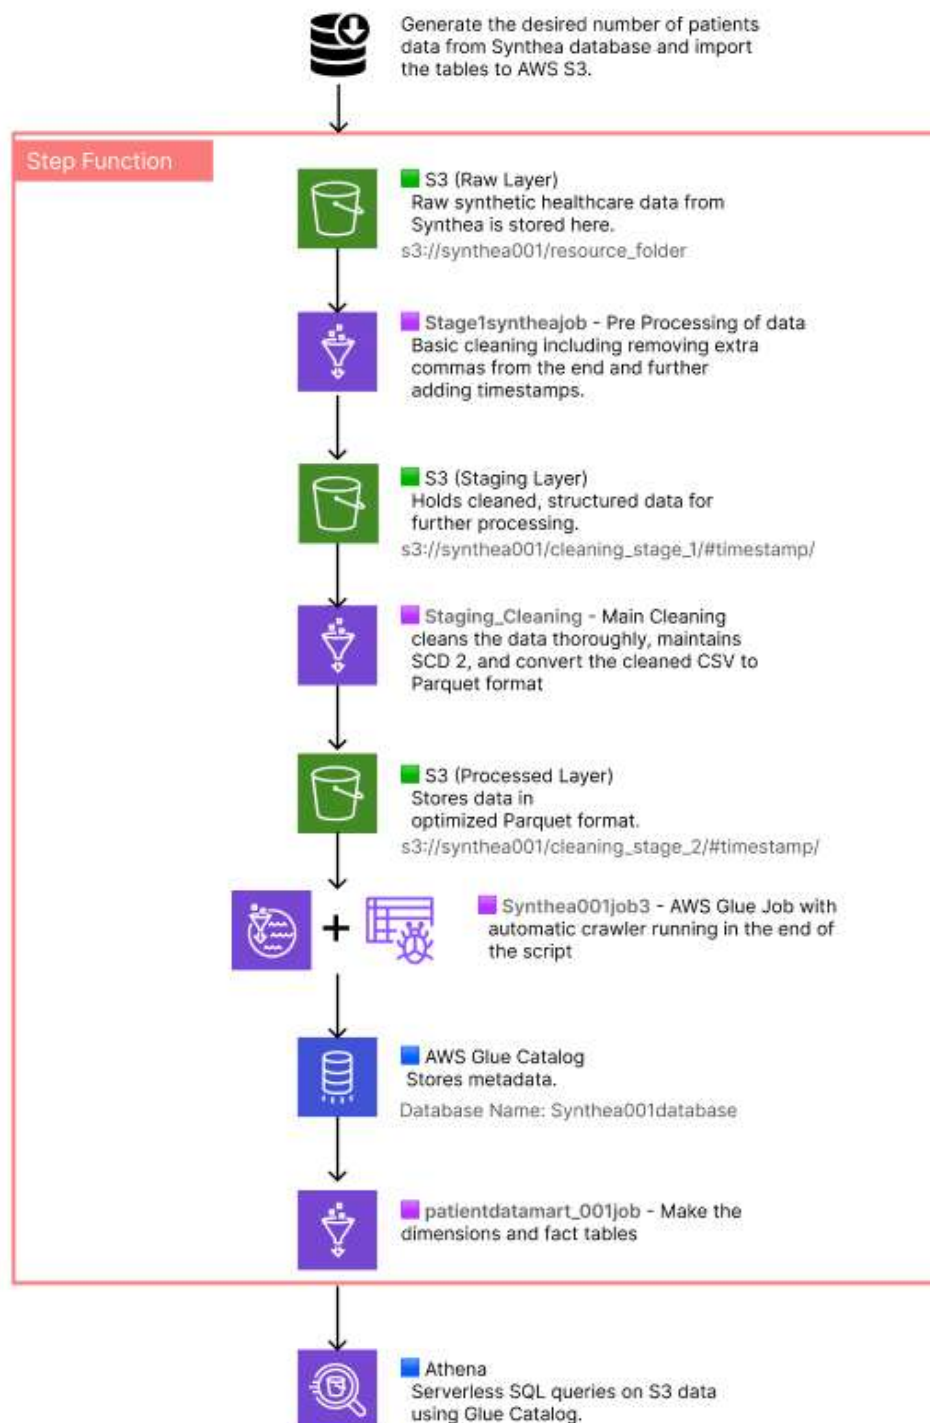 Generate the desired number of patients
data from Synthea database and import
the tables to AWS S3.
Step Function
S3 (Raw Layer)
Raw synthetic healthcare data from
Synthea is stored here.
s3://synthea001/resource_folder
Stage1syntheajob - Pre Processing of data
Basic cleaning including removing extra
commas from the end and further
adding timestamps.
S3 (Staging Layer)
Holds cleaned, structured data for
further processing.
s3://synthea001/cleaning_stage_1/#timestamp/
Staging_Cleaning - Main Cleaning
cleans the data thoroughly, maintains
SCD 2, and convert the cleaned CSV to
Parquet format
S3 (Processed Layer)
Stores data in
optimized Parquet format.
s3://synthea001/cleaning_stage_2/#timestamp/
+
Synthea001job3 - AWS Glue Job with
automatic crawler running in the end of
the script
AWS Glue Catalog
Stores metadata.
Database Name: Synthea001database
patientdatamart_001job - Make the
dimensions and fact tables
Athena
Serverless SQL queries on S3 data
using Glue Catalog.